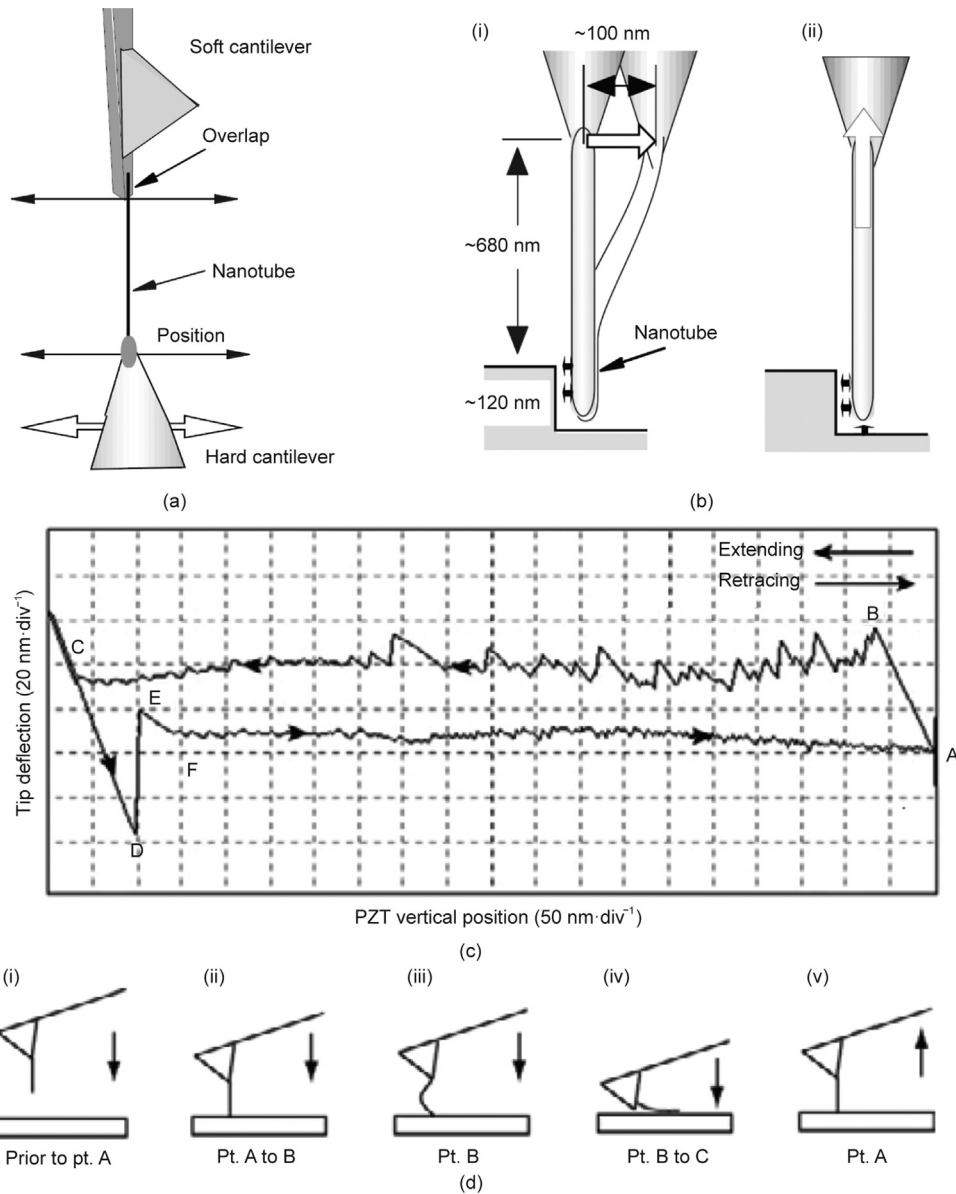 Soft cantilever
Overlap
Nanotube
Position
Hard cantilever
(a)
(i)
~100 nm
~680 nm
~120 nm
Nanotube
(ii)
(b)
Extending
Retracing
Tip deflection (20 nm·div⁻¹)
A
B
C
D
E
F
PZT vertical position (50 nm·div⁻¹)
(c)
(i)
(ii)
(iii)
(iv)
(v)
Prior to pt. A
Pt. A to B
Pt. B
Pt. B to C
Pt. A
(d)